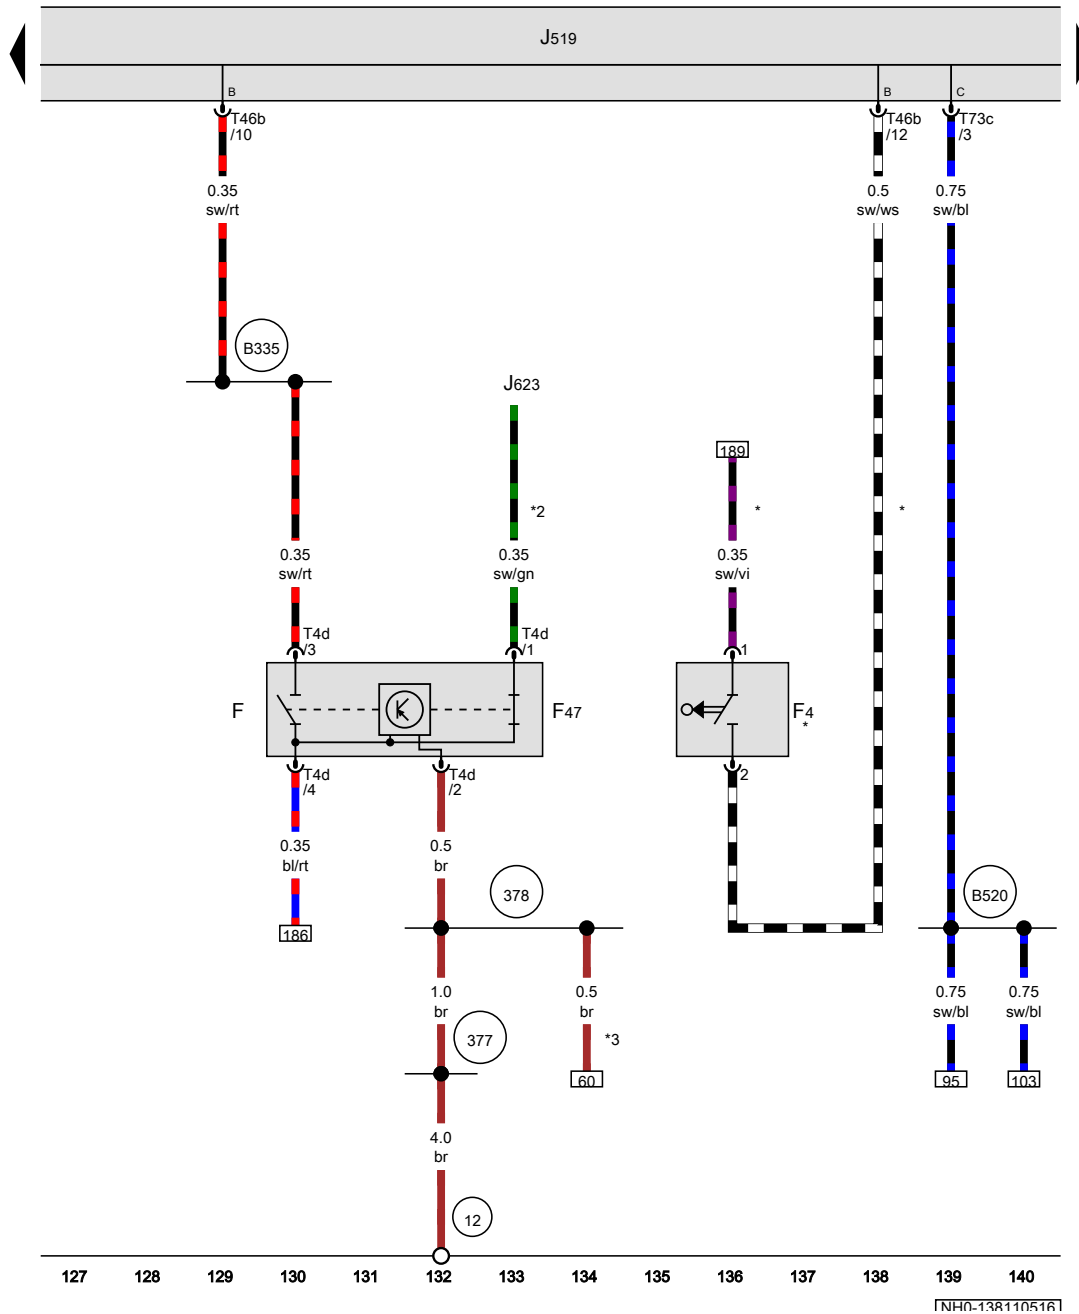 J519
B
B
C
T46b
/10
T46b
/12
T73c
/3
0.35
sw/rt
0.5
sw/ws
0.75
sw/bl
B335
J623
189
*2
*
*
0.35
sw/rt
0.35
sw/gn
0.35
sw/vi
T4d
/3
T4d
/1
1
F
F47
F4
*
T4d
/4
T4d
/2
2
0.35
bl/rt
0.5
br
378
B520
186
1.0
br
0.5
br
0.75
sw/bl
0.75
sw/bl
377
*3
60
95
103
4.0
br
12
127 128 129 130 131 132 133 134 135 136 137 138 139 140
NH0-138110516